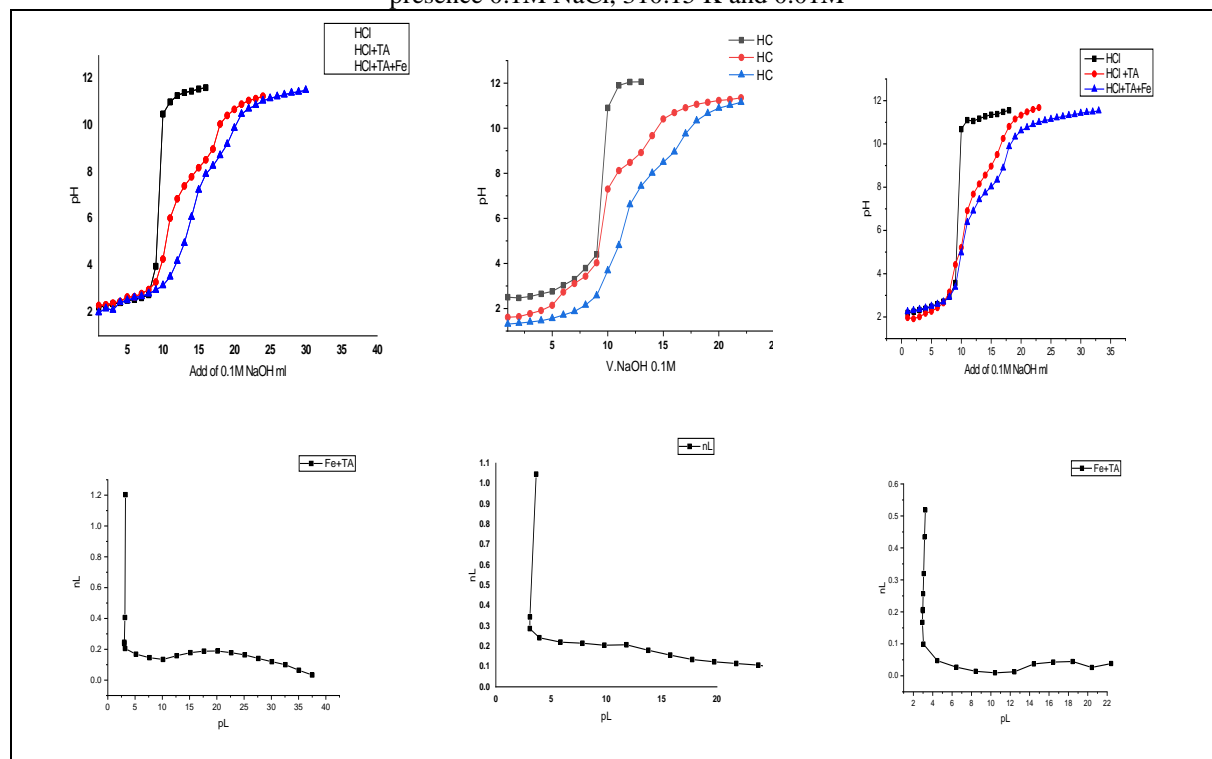 presence 0.1M NaCl, 310.15 K and 0.01M
HCl
HCl+TA
HCl+TA+Fe
12
10
8
6
4
2
pH
5 10 15 20 25 30 35 40
Add of 0.1M NaOH ml
HC
HC
HC
12
10
8
6
4
2
pH
5 10 15 20 25
V.NaOH 0.1M
HCl
HCl +TA
HCl+TA+Fe
12
10
8
6
4
2
pH
0 5 10 15 20 25 30 35
Add of 0.1M NaOH ml
Fe+TA
1.2
1.0
0.8
0.6
0.4
0.2
0.0
nL
0 5 10 15 20 25 30 35 40
pL
nL
1.1
1.0
0.9
0.8
0.7
0.6
0.5
0.4
0.3
0.2
0.1
0.0
nL
0 10 20
pL
Fe+TA
0.6
0.5
0.4
0.3
0.2
0.1
0.0
nL
2 4 6 8 10 12 14 16 18 20 22
pL